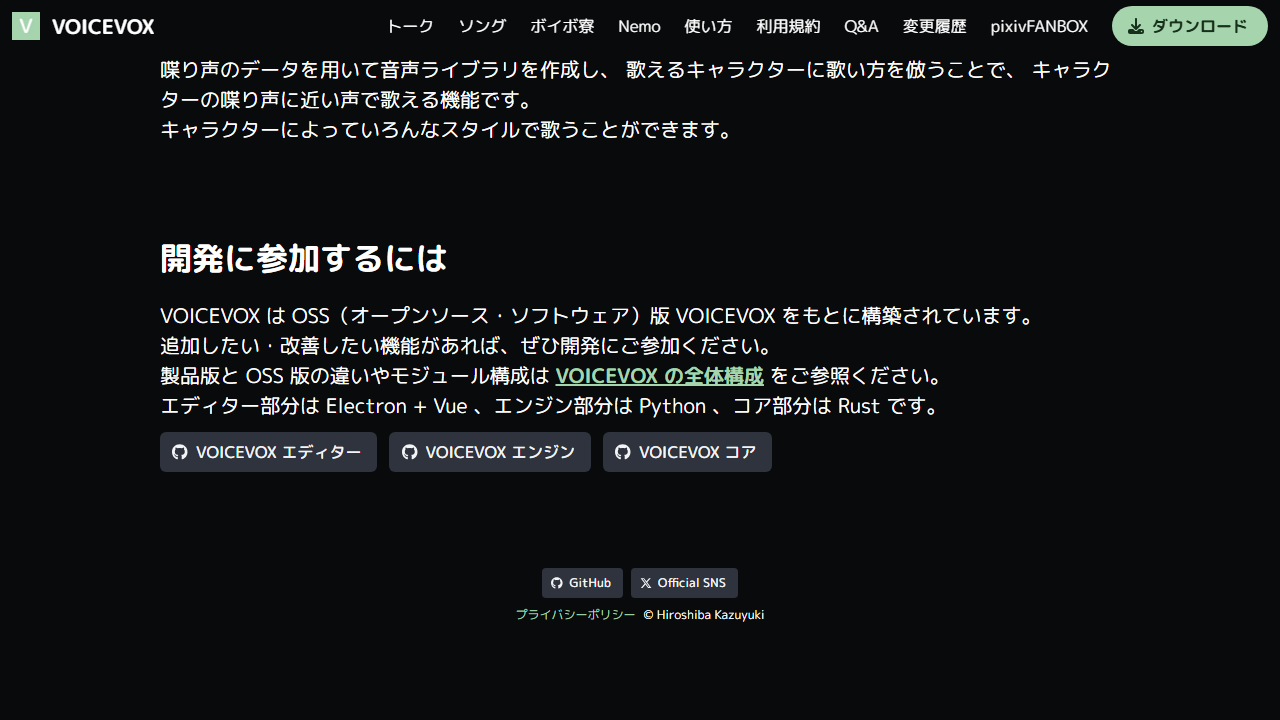 V VOICEVOX トーク ソング ボイボ寮 Nemo 使い方 利用規約 Q&A 変更履歴 pixivFANBOX ダウンロード
喋り声のデータを用いて音声ライブラリを作成し、 歌えるキャラクターに歌い方を倣うことで、 キャラク
ターの喋り声に近い声で歌える機能です。
キャラクターによっていろんなスタイルで歌うことができます。
開発に参加するには
VOICEVOX は OSS（オープンソース・ソフトウェア）版 VOICEVOX をもとに構築されています。
追加したい・改善したい機能があれば、ぜひ開発にご参加ください。
製品版と OSS 版の違いやモジュール構成は VOICEVOX の全体構成 をご参照ください。
エディター部分は Electron + Vue 、エンジン部分は Python 、コア部分は Rust です。
VOICEVOX エディター VOICEVOX エンジン VOICEVOX コア
GitHub Official SNS
プライバシーポリシー © Hiroshiba Kazuyuki